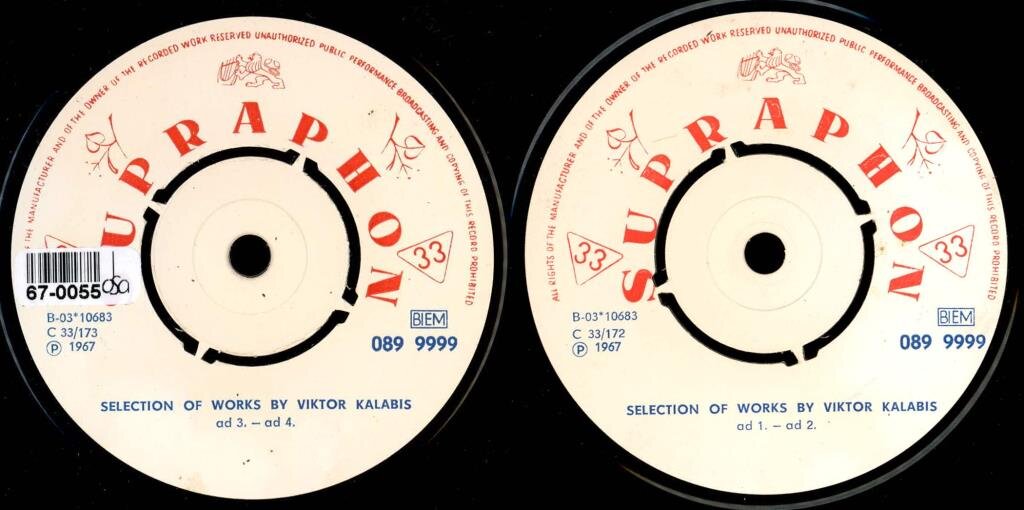 OF THE MANUFACTURER AND OF THE OWNER OF THE RECORDED WORK RESERVED UNAUTHORIZED PUBLIC PERFORMANCE BROADCASTING AND COPYING OF THIS RECORD PROHIBITED
UPRAPHON
33
67-0055
B-03*10683
C 33/173
Ⓟ 1967
BIEM
089 9999
SELECTION OF WORKS BY VIKTOR KALABIS
ad 3. – ad 4.
ALL RIGHTS OF THE MANUFACTURER AND OF THE OWNER OF THE RECORDED WORK RESERVED UNAUTHORIZED PUBLIC PERFORMANCE BROADCASTING AND COPYING OF THIS RECORD PROHIBITED
SUPRAPHON
33
33
B-03*10683
C 33/172
Ⓟ 1967
BIEM
089 9999
SELECTION OF WORKS BY VIKTOR KALABIS
ad 1. – ad 2.